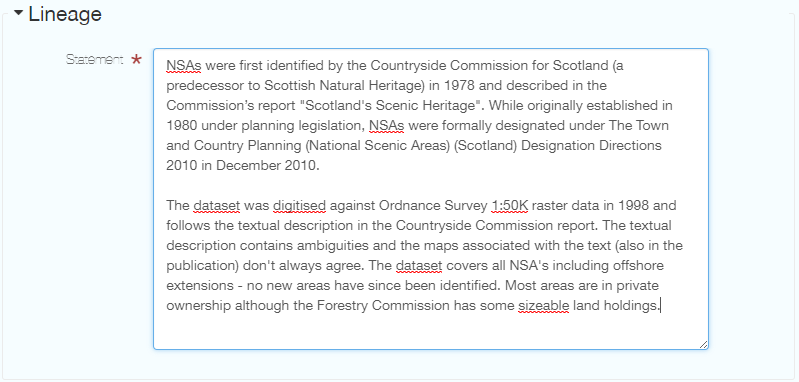 Lineage
Statement *
NSAs were first identified by the Countryside Commission for Scotland (a
predecessor to Scottish Natural Heritage) in 1978 and described in the
Commission’s report "Scotland's Scenic Heritage". While originally established in
1980 under planning legislation, NSAs were formally designated under The Town
and Country Planning (National Scenic Areas) (Scotland) Designation Directions
2010 in December 2010.
The dataset was digitised against Ordnance Survey 1:50K raster data in 1998 and
follows the textual description in the Countryside Commission report. The textual
description contains ambiguities and the maps associated with the text (also in the
publication) don't always agree. The dataset covers all NSA's including offshore
extensions - no new areas have since been identified. Most areas are in private
ownership although the Forestry Commission has some sizeable land holdings.